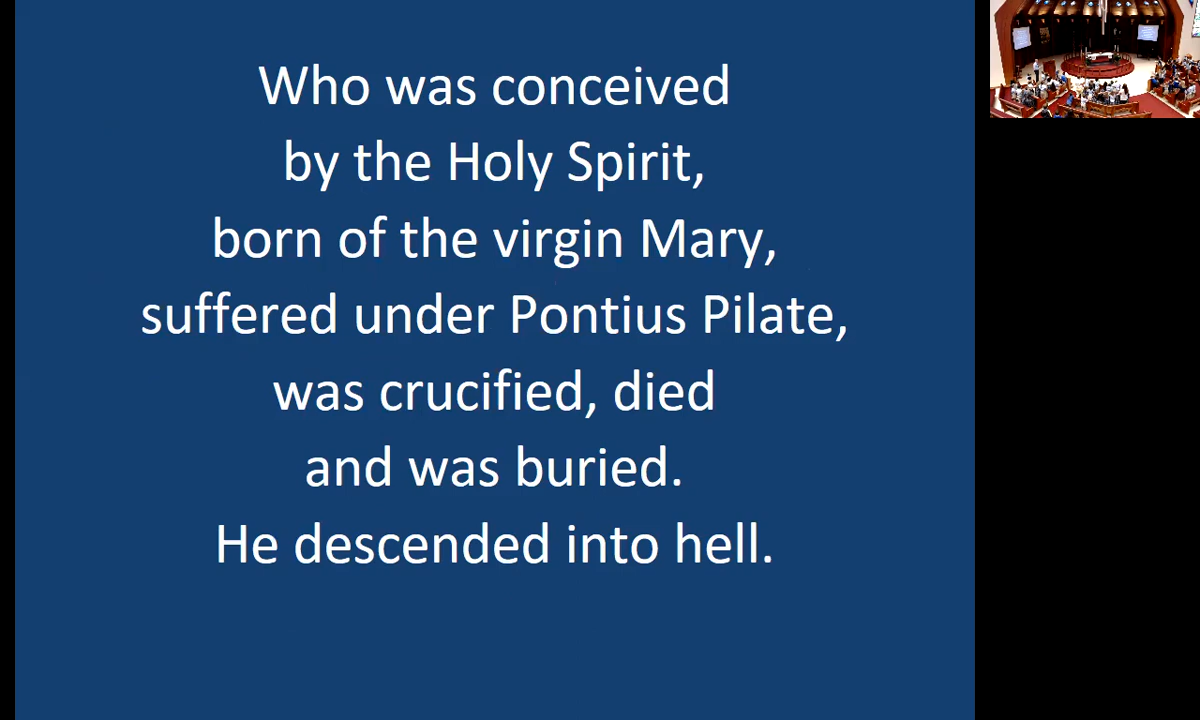 Who was conceived
by the Holy Spirit,
born of the virgin Mary,
suffered under Pontius Pilate,
was crucified, died
and was buried.
He descended into hell.